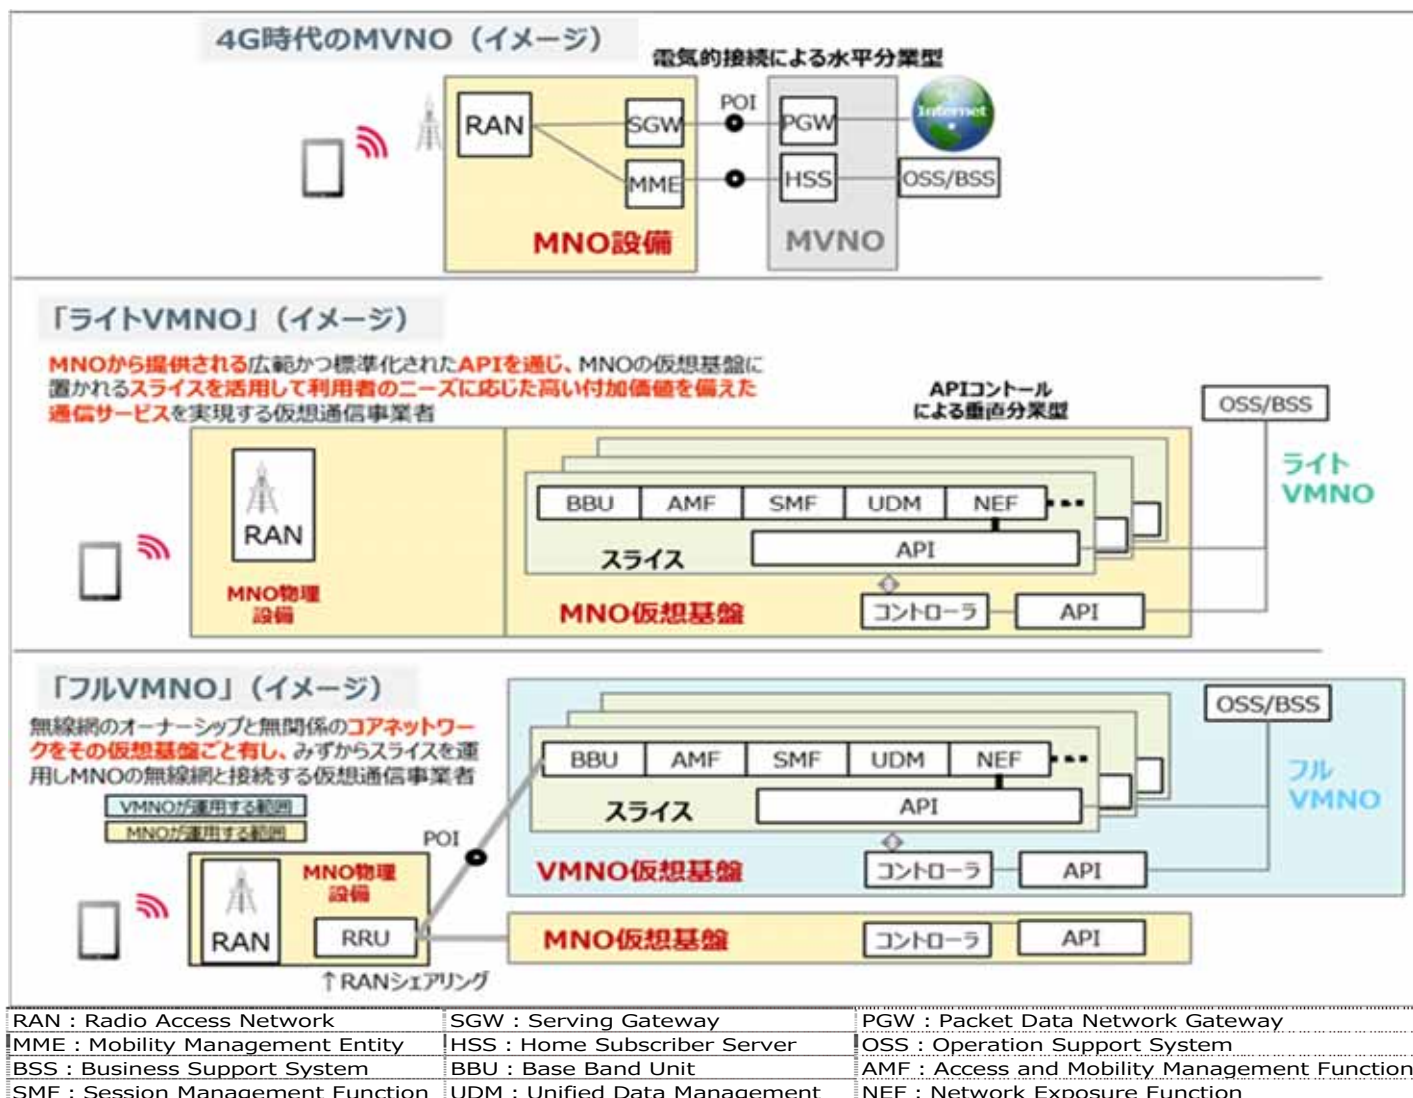 4G時代のMVNO（イメージ）
電気的接続による水平分業型
RAN
SGW
POI
PGW
Internet
MME
HSS
OSS/BSS
MNO設備
MVNO
「ライトVMNO」（イメージ）
MNOから提供される広範かつ標準化されたAPIを通じ、MNOの仮想基盤に
置かれるスライスを活用して利用者のニーズに応じた高い付加価値を備えた
通信サービスを実現する仮想通信事業者
APIコントール
による垂直分業型
OSS/BSS
ライト
VMNO
RAN
BBU AMF SMF UDM NEF
API
スライス
MNO物理
設備
MNO仮想基盤
コントローラ
API
「フルVMNO」（イメージ）
無線網のオーナーシップと無関係のコアネットワー
クをその仮想基盤ごと有し、みずからスライスを運
用しMNOの無線網と接続する仮想通信事業者
VMNOが運用する範囲
MNOが運用する範囲
OSS/BSS
フル
VMNO
BBU AMF SMF UDM NEF
API
スライス
POI
VMNO仮想基盤
コントローラ
API
MNO物理
設備
RAN
RRU
MNO仮想基盤
コントローラ
API
↑RANシェアリング
RAN：Radio Access Network SGW：Serving Gateway PGW：Packet Data Network Gateway
MME：Mobility Management Entity HSS：Home Subscriber Server OSS：Operation Support System
BSS：Business Support System BBU：Base Band Unit AMF：Access and Mobility Management Function
SMF：Session Management Function UDM：Unified Data Management NEF：Network Exposure Function